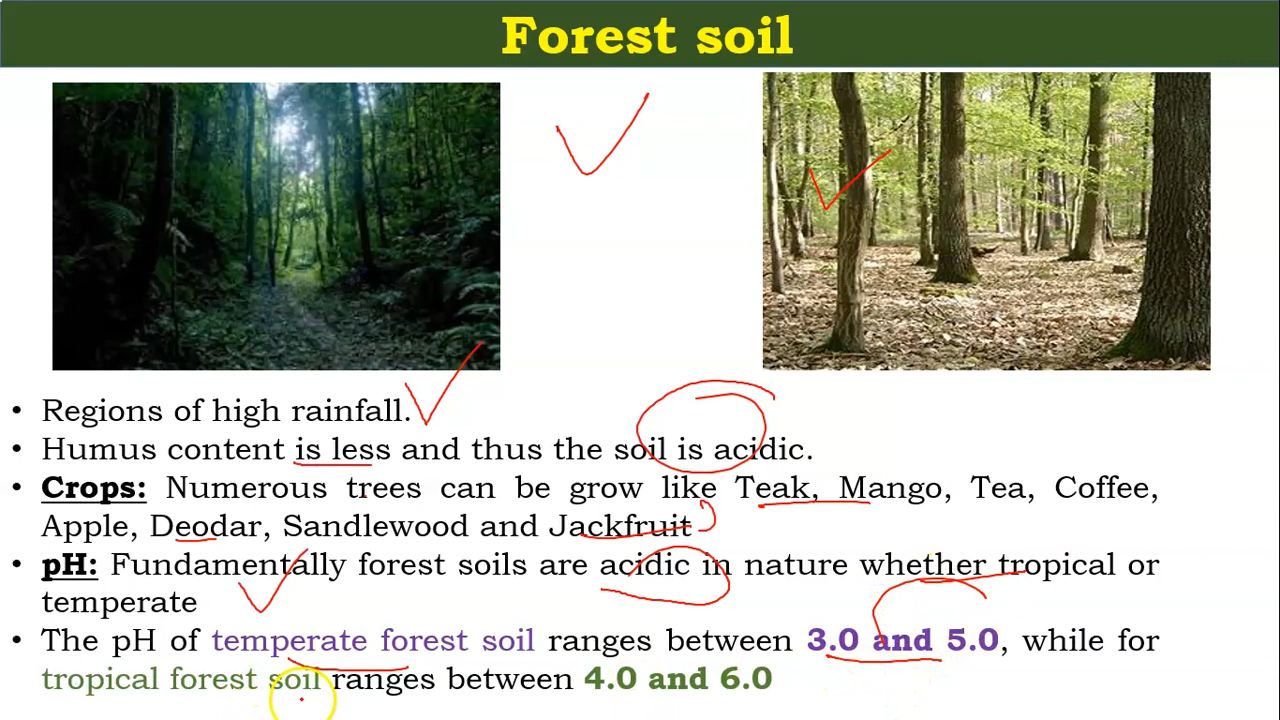 Forest soil
• Regions of high rainfall.
• Humus content is less and thus the soil is acidic.
• Crops: Numerous trees can be grow like Teak, Mango, Tea, Coffee,
Apple, Deodar, Sandlewood and Jackfruit
• pH: Fundamentally forest soils are acidic in nature whether tropical or
temperate
• The pH of temperate forest soil ranges between 3.0 and 5.0, while for
tropical forest soil ranges between 4.0 and 6.0